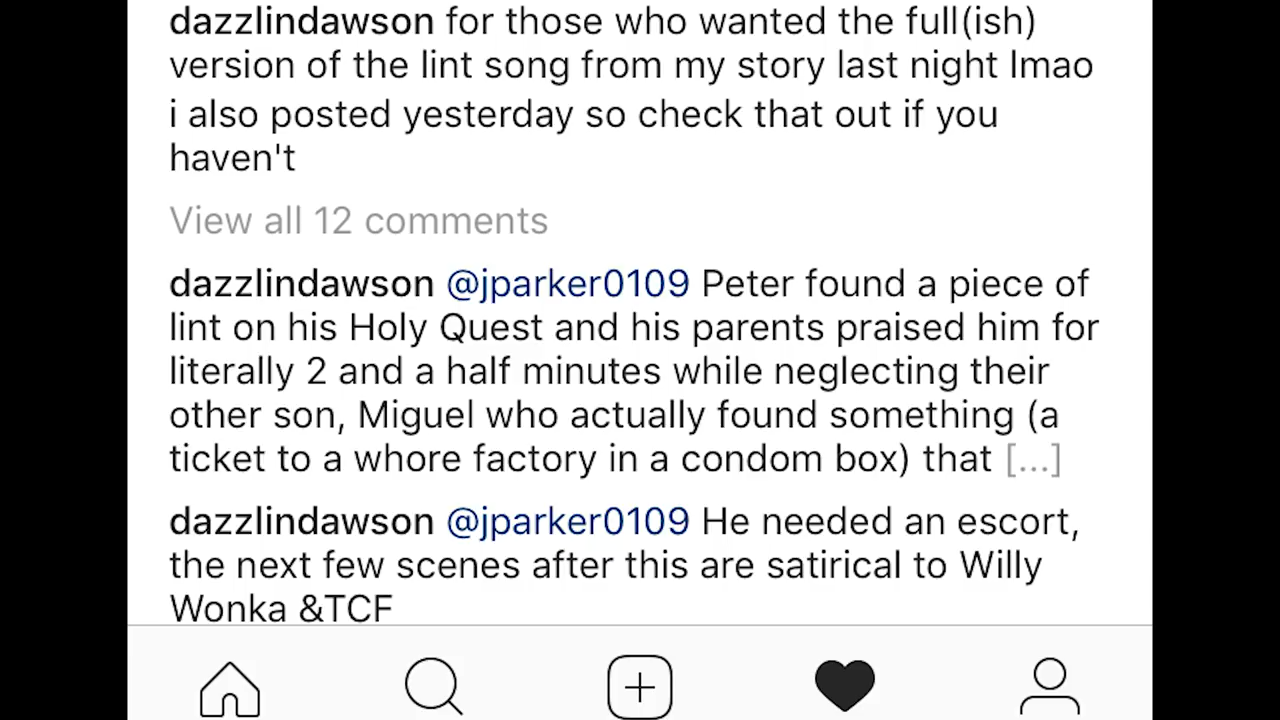 dazzlindawson for those who wanted the full(ish)
version of the lint song from my story last night lmao
i also posted yesterday so check that out if you
haven't
View all 12 comments
dazzlindawson @jparker0109 Peter found a piece of
lint on his Holy Quest and his parents praised him for
literally 2 and a half minutes while neglecting their
other son, Miguel who actually found something (a
ticket to a whore factory in a condom box) that [...]
dazzlindawson @jparker0109 He needed an escort,
the next few scenes after this are satirical to Willy
Wonka &TCF